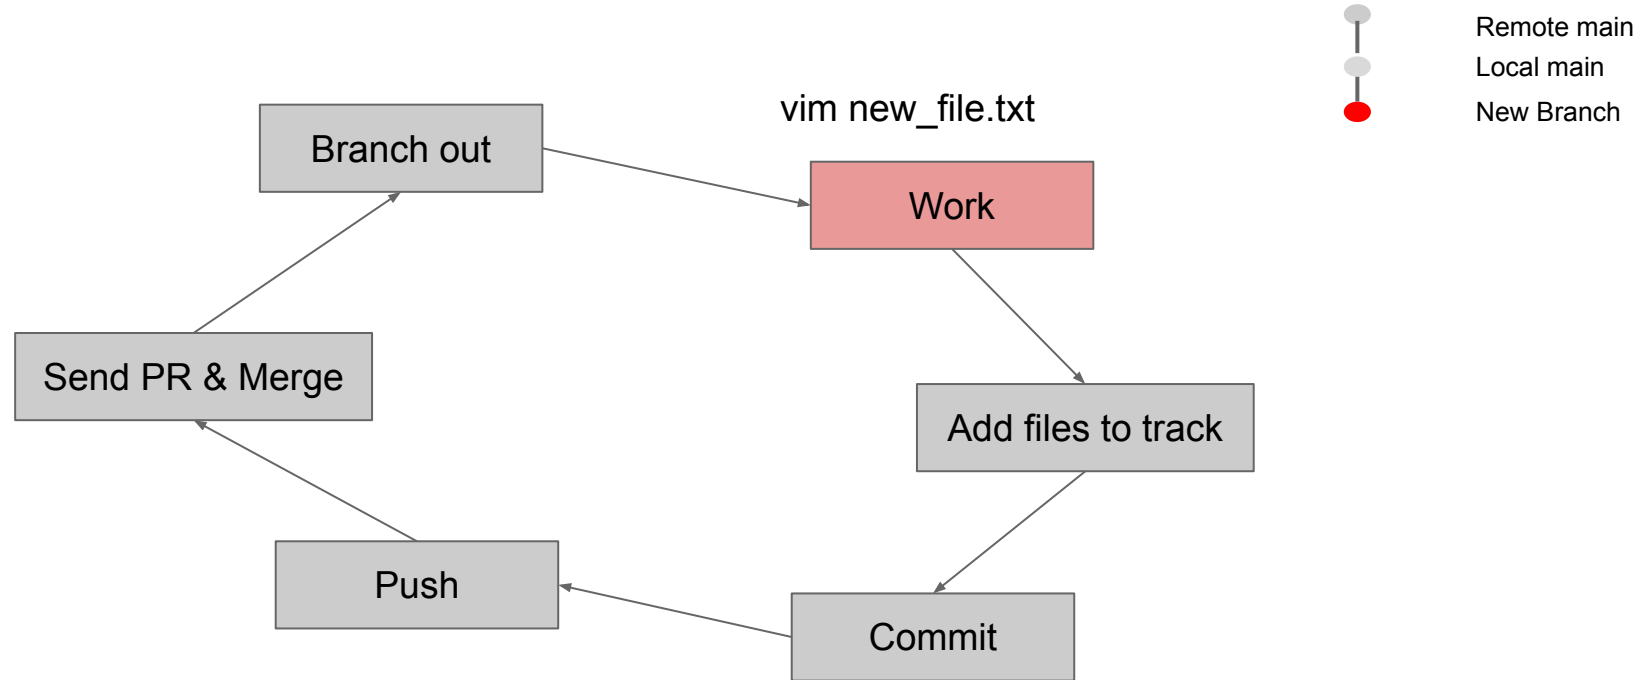 Remote main
Local main
New Branch
vim new_file.txt
Branch out
Work
Send PR & Merge
Add files to track
Push
Commit